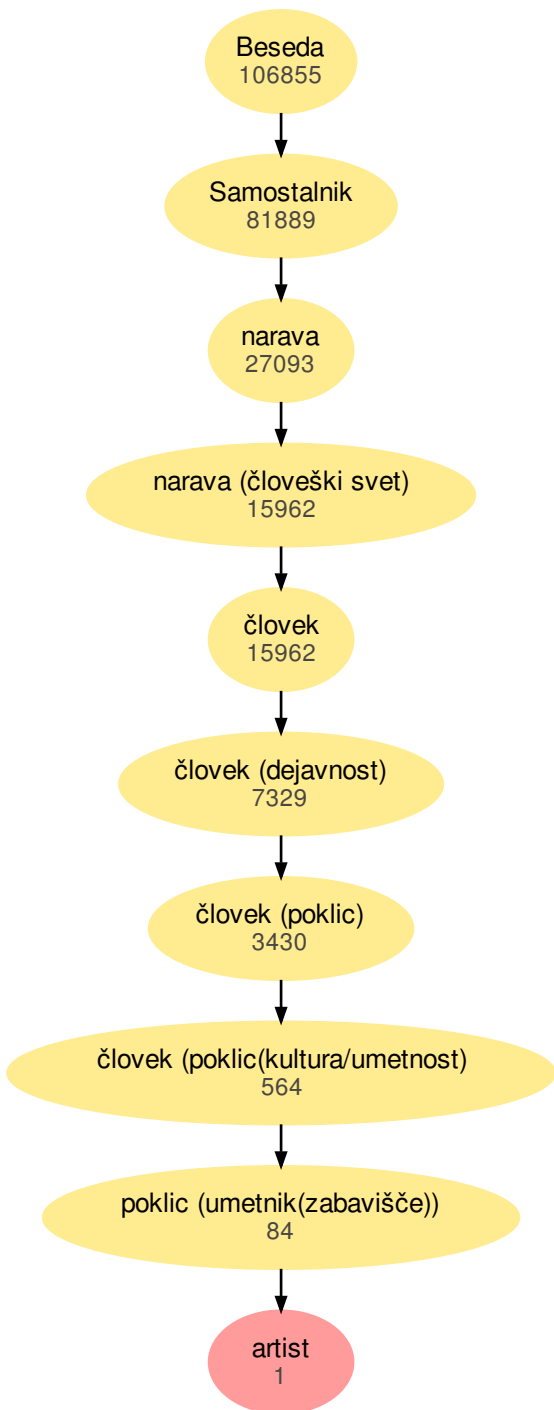 Beseda
106855
Samostalnik
81889
narava
27093
narava (človeški svet)
15962
človek
15962
človek (dejavnost)
7329
človek (poklic)
3430
človek (poklic(kultura/umetnost)
564
poklic (umetnik(zabavišče))
84
artist
1